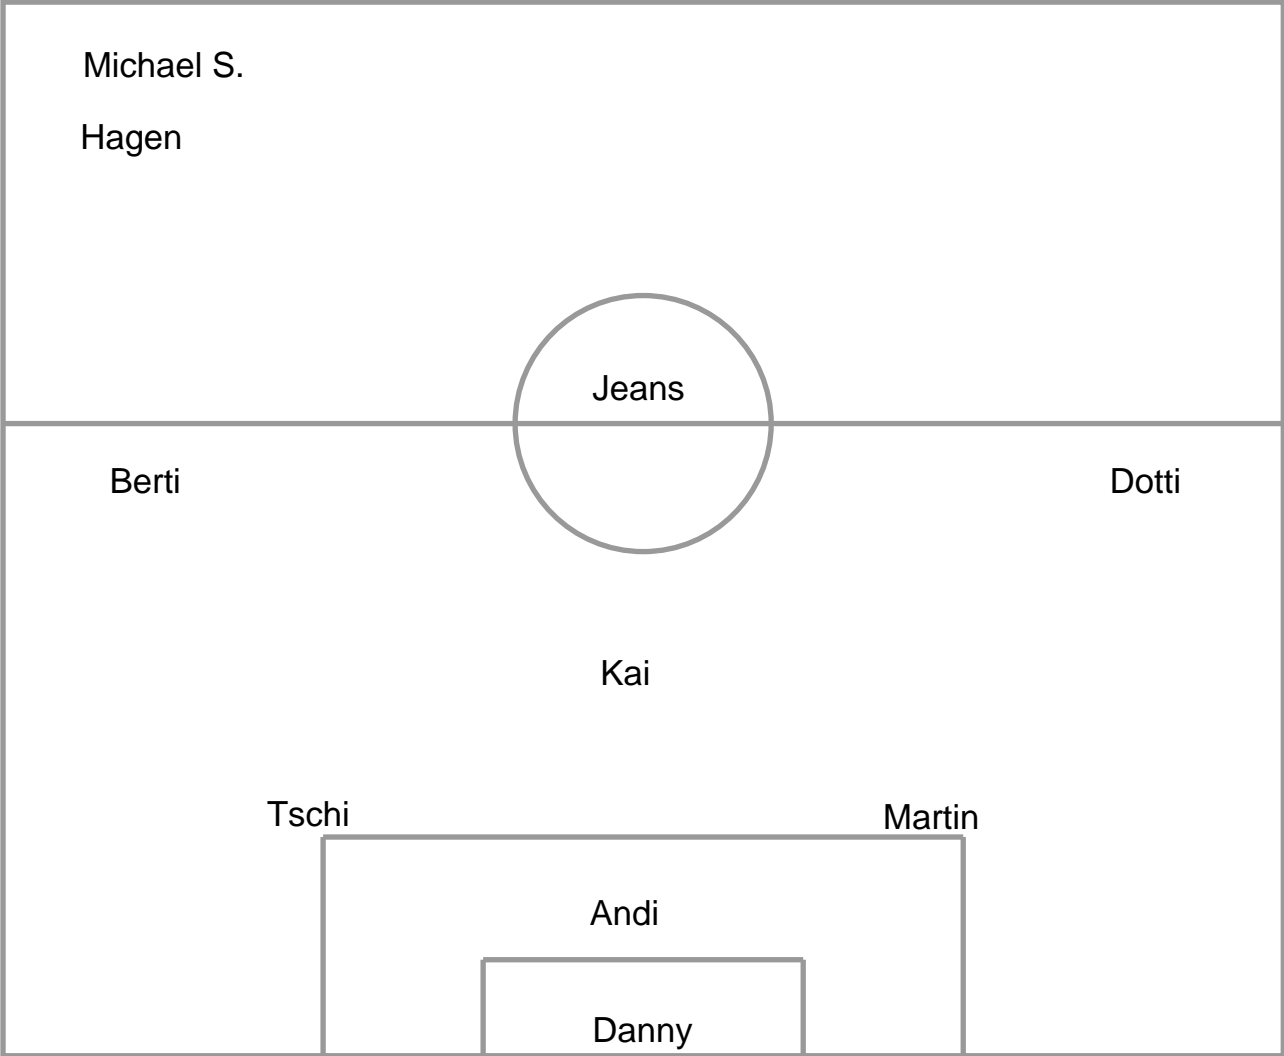 Michael S.
Hagen
Jeans
Berti
Dotti
Kai
Tschi
Martin
Andi
Danny